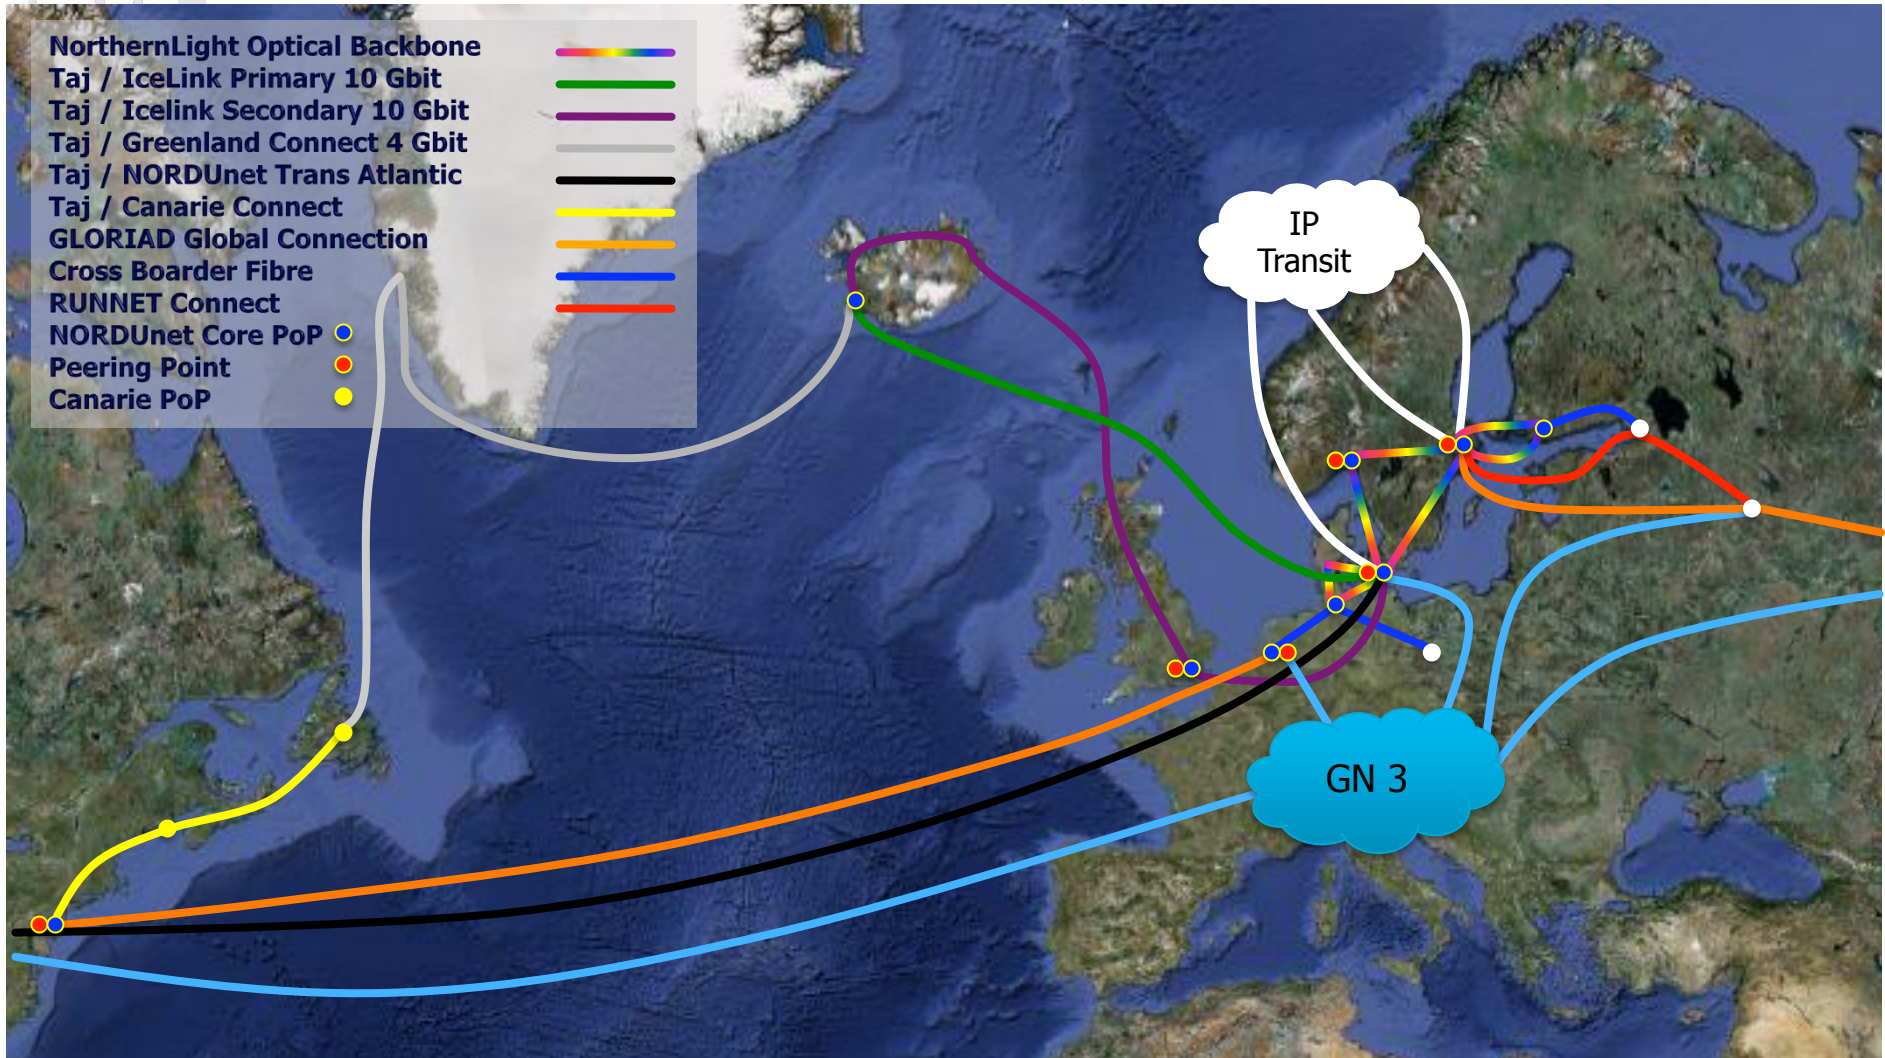 NorthernLight Optical Backbone
Taj / IceLink Primary 10 Gbit
Taj / Icelink Secondary 10 Gbit
Taj / Greenland Connect 4 Gbit
Taj / NORDUnet Trans Atlantic
Taj / Canarie Connect
GLORIAD Global Connection
Cross Boarder Fibre
RUNNET Connect
NORDUnet Core PoP
Peering Point
Canarie PoP
IP
Transit
GN 3